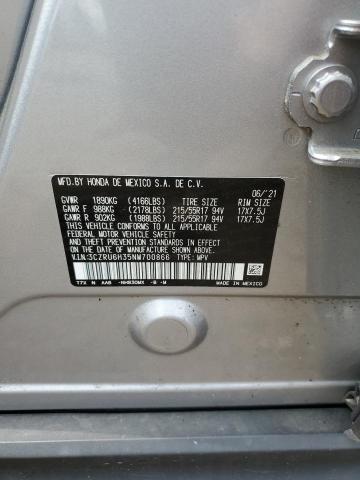 MFD.BY HONDA DE MEXICO S.A. DE C.V. 06/'21
GVWR 1890KG (4166LBS) TIRE SIZE RIM SIZE
GAWR F 988KG (2178LBS) 215/55R17 94V 17X7.5J
GAWR R 902KG (1988LBS) 215/55R17 94V 17X7.5J
THIS VEHICLE CONFORMS TO ALL APPLICABLE
FEDERAL MOTOR VEHICLE SAFETY STANDARDS IN EFFECT
ON THE DATE OF MANUFACTURE SHOWN ABOVE.
V.I.N:3CZRU6H35NM700866 TYPE: MPV
T7X N AAB -NH830MX -B -M MADE IN MEXICO